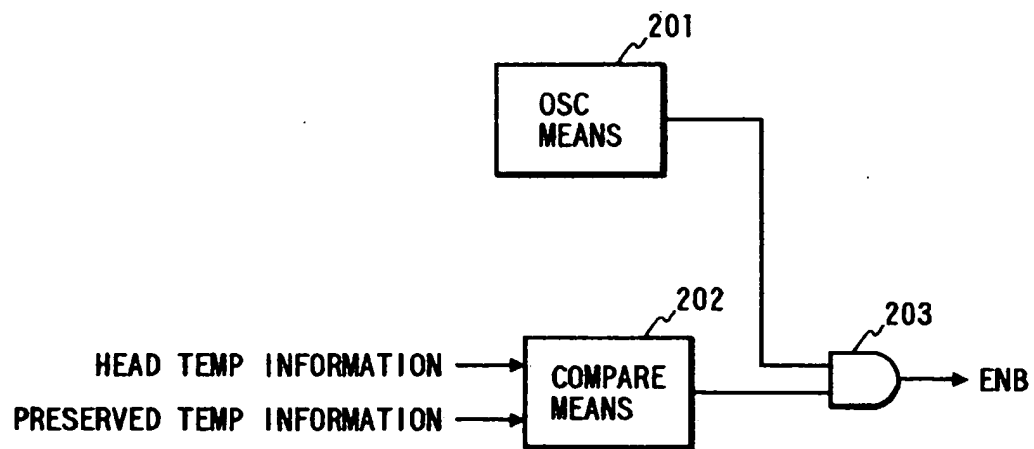 201
OSC
MEANS
202
203
HEAD TEMP INFORMATION
COMPARE
MEANS
ENB
PRESERVED TEMP INFORMATION